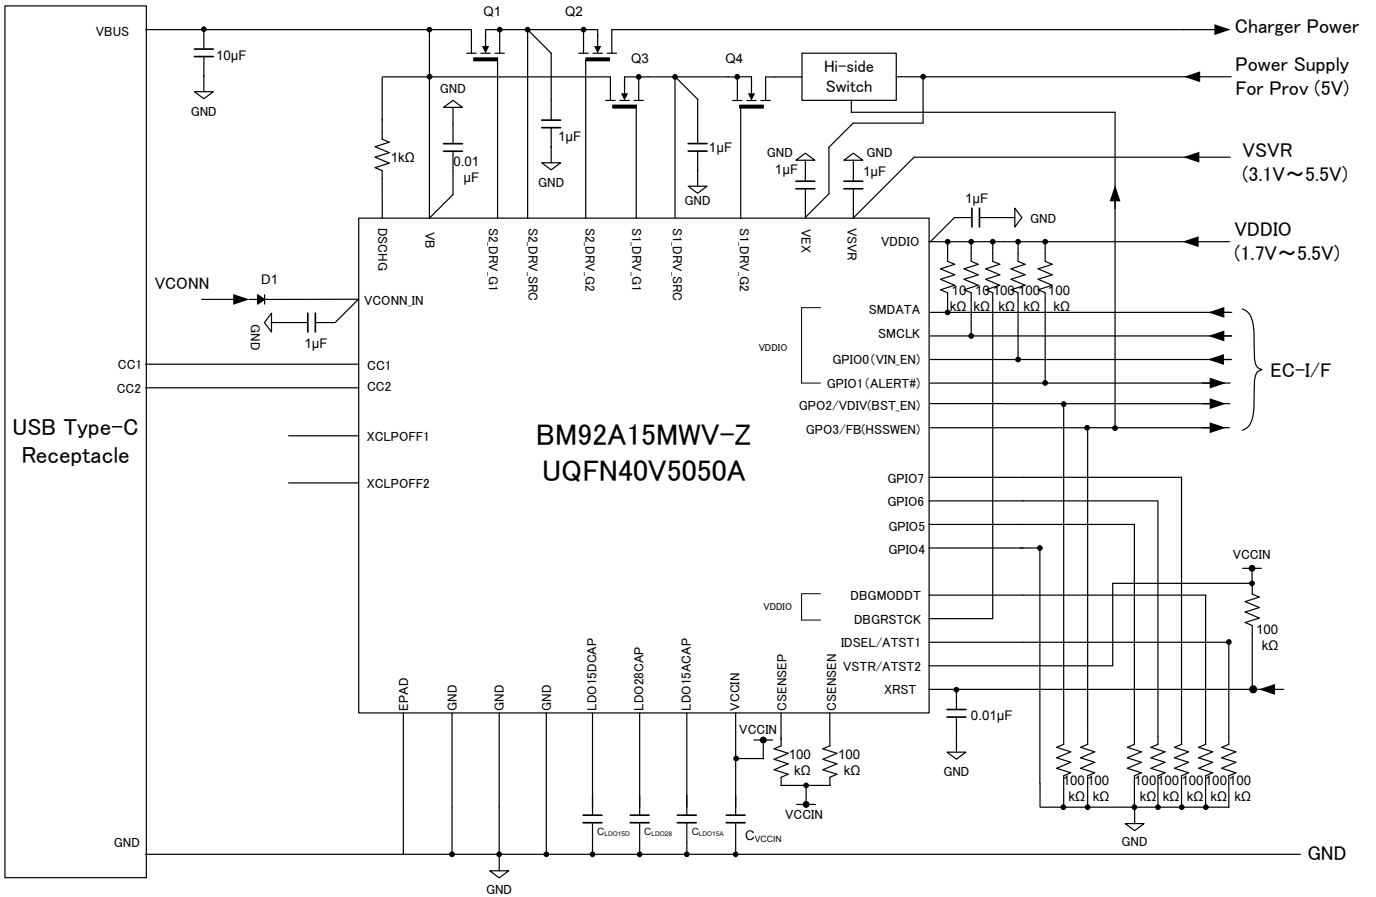 Q1
Q2
Charger Power
VBUS
10μF
GND
GND
1μF
GND
Q3
Q4
Hi-side
Switch
Power Supply
For Prov (5V)
1kΩ
0.01
μF
1μF
GND
GND
1μF
GND
1μF
VSVR
(3.1V～5.5V)
1μF
GND
VDDIO
(1.7V～5.5V)
DSCHG
VB
S2_DRV_G1
S2_DRV_SRC
S2_DRV_G2
S1_DRV_G1
S1_DRV_SRC
S1_DRV_G2
VEX
VSVR
VDDIO
VCONN
D1
VCONN_IN
GND
1μF
10
kΩ
10
kΩ
100
kΩ
100
kΩ
100
kΩ
SMDATA
SMCLK
VDDIO
GPIO0(VIN_EN)
GPIO1(ALERT#)
GPO2/VDIV(BST_EN)
GPO3/FB(HSSWEN)
EC-I/F
CC1
CC1
CC2
CC2
USB Type-C
Receptacle
XCLPOFF1
XCLPOFF2
BM92A15MWV-Z
UQFN40V5050A
GPIO7
GPIO6
GPIO5
GPIO4
VCCIN
VDDIO
DBGMODDT
DBGRSTCK
IDSEL/ATST1
VSTR/ATST2
XRST
100
kΩ
0.01μF
GND
EPAD
GND
GND
GND
LDO15DCAP
LDO28CAP
LDO15ACAP
VCCIN
CSENSEP
CSENSEN
VCCIN
100
kΩ
100
kΩ
VCCIN
100
kΩ
100
kΩ
100
kΩ
100
kΩ
100
kΩ
100
kΩ
100
kΩ
GND
CLDO15D
CLDO28
CLDO15A
CVCCIN
GND
GND
GND